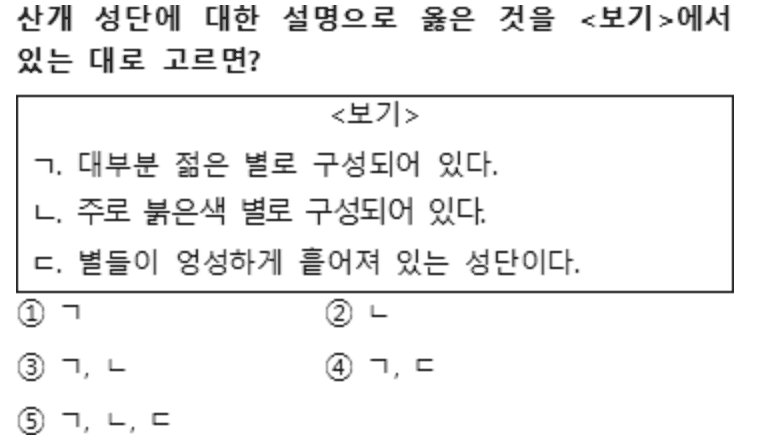 산개 성단에 대한 설명으로 옳은 것을 <보기>에서
있는 대로 고르면?
<보기>
ㄱ. 대부분 젊은 별로 구성되어 있다.
ㄴ. 주로 붉은색 별로 구성되어 있다.
ㄷ. 별들이 엉성하게 흩어져 있는 성단이다.
① ㄱ ② ㄴ
③ ㄱ, ㄴ ④ ㄱ, ㄷ
⑤ ㄱ, ㄴ, ㄷ